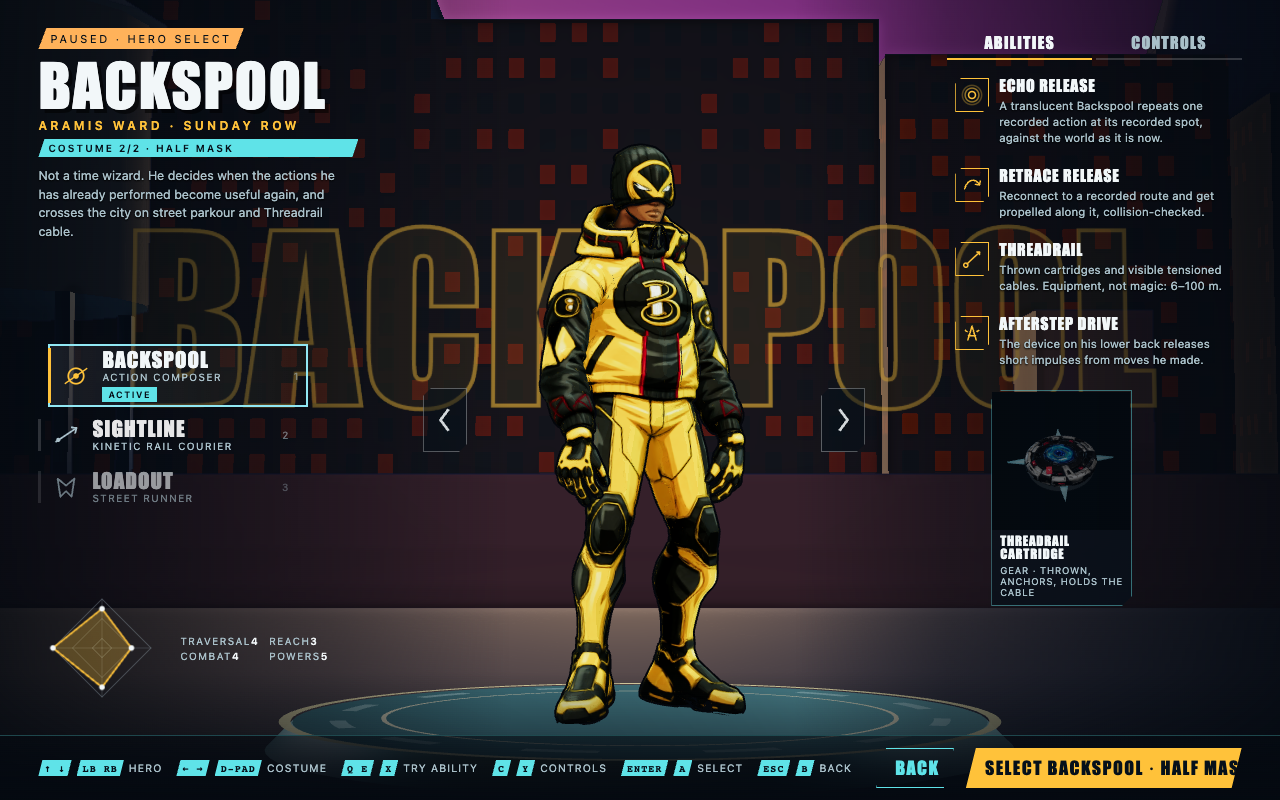 PAUSED · HERO SELECT
BACKSPOOL
ARAMIS WARD · SUNDAY ROW
COSTUME 2/2 · HALF MASK
Not a time wizard. He decides when the actions he
has already performed become useful again, and
crosses the city on street parkour and Threadrail
cable.
BACKSPOOL
BACKSPOOL
ACTION COMPOSER
ACTIVE
1
SIGHTLINE
KINETIC RAIL COURIER
2
LOADOUT
STREET RUNNER
3
TRAVERSAL4 REACH3
COMBAT4 POWERS5
B
ABILITIES CONTROLS
ECHO RELEASE
A translucent Backspool repeats one
recorded action at its recorded spot,
against the world as it is now.
RETRACE RELEASE
Reconnect to a recorded route and get
propelled along it, collision-checked.
THREADRAIL
Thrown cartridges and visible tensioned
cables. Equipment, not magic: 6–100 m.
AFTERSTEP DRIVE
The device on his lower back releases
short impulses from moves he made.
THREADRAIL
CARTRIDGE
GEAR · THROWN,
ANCHORS, HOLDS THE
CABLE
↑ ↓ LB RB HERO ← → D-PAD COSTUME Q E X TRY ABILITY C Y CONTROLS ENTER A SELECT ESC B BACK
BACK
SELECT BACKSPOOL · HALF MAS